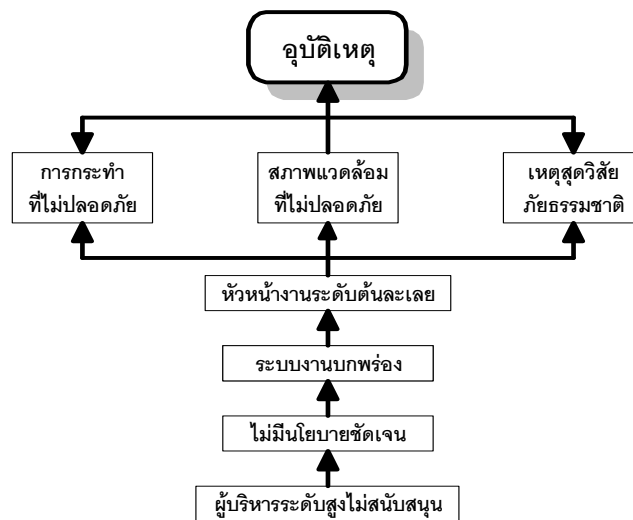 อุบัติเหตุ
การกระทำ
ที่ไม่ปลอดภัย
สภาพแวดล้อม
ที่ไม่ปลอดภัย
เหตุสุดวิสัย
ภัยธรรมชาติ
หัวหน้างานระดับต้นละเลย
ระบบงานบกพร่อง
ไม่มีนโยบายชัดเจน
ผู้บริหารระดับสูงไม่สนับสนุน